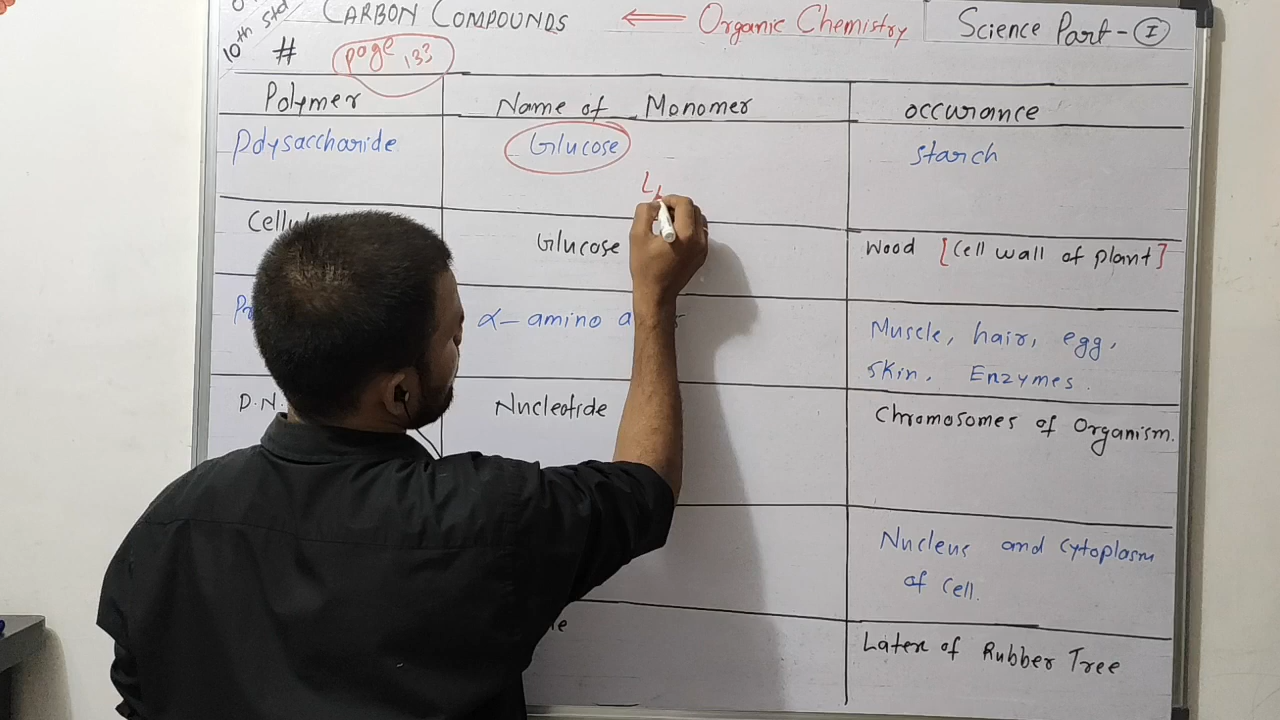 10th std
CARBON COMPOUNDS ← Organic Chemistry Science Part - I
# page 133
Polymer Name of Monomer occurance
Polysaccharide Glucose starch
Glucose Wood [Cell wall of plant]
α- amino Muscle, hair, egg,
skin. Enzymes.
D.N. Nucleotide Chromosomes of Organism.
Nucleus and cytoplasm
of cell.
Latex of Rubber Tree